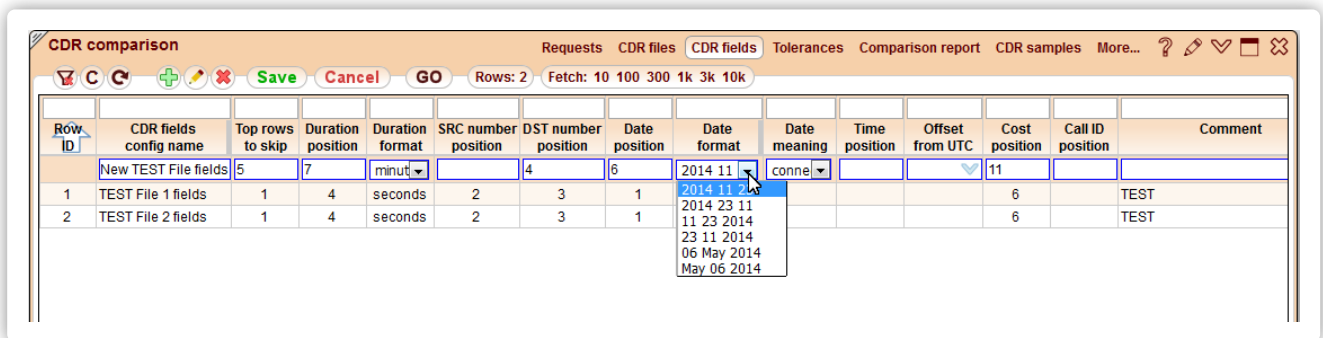 CDR comparison Requests CDR files CDR fields Tolerances Comparison report CDR samples More... ?
C Save Cancel GO Rows: 2 Fetch: 10 100 300 1k 3k 10k
Row ID CDR fields config name Top rows to skip Duration position Duration format SRC number position DST number position Date position Date format Date meaning Time position Offset from UTC Cost position Call ID position Comment
New TEST File fields 5 7 minut 4 6 2014 11 conne 11
1 TEST File 1 fields 1 4 seconds 2 3 1 6 TEST
2 TEST File 2 fields 1 4 seconds 2 3 1 6 TEST
2014 11
2014 23 11
11 23 2014
23 11 2014
06 May 2014
May 06 2014